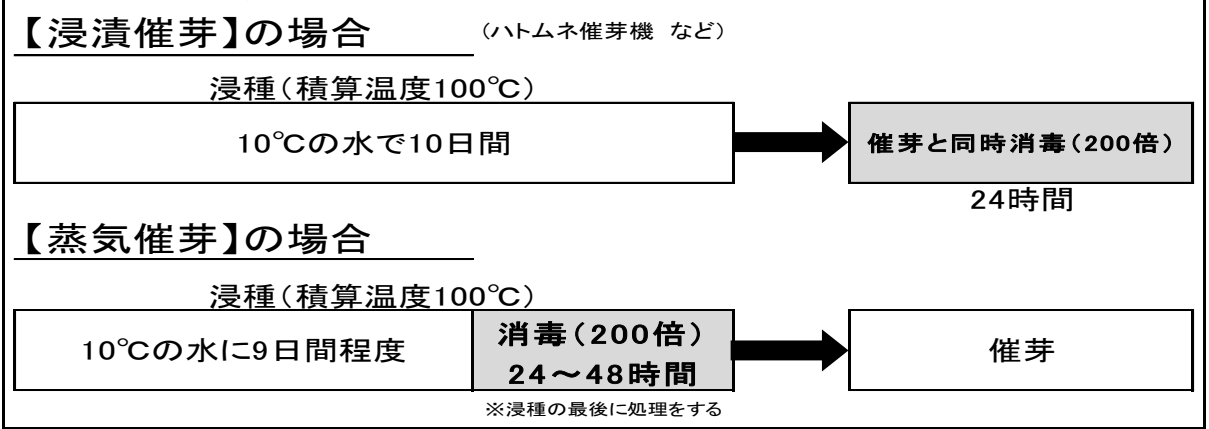 【浸漬催芽】の場合 （ハトムネ催芽機 など）
浸種（積算温度100℃）
10℃の水で10日間
催芽と同時消毒（200倍）
24時間
【蒸気催芽】の場合
浸種（積算温度100℃）
10℃の水に9日間程度
消毒（200倍）
24～48時間
催芽
※浸種の最後に処理をする